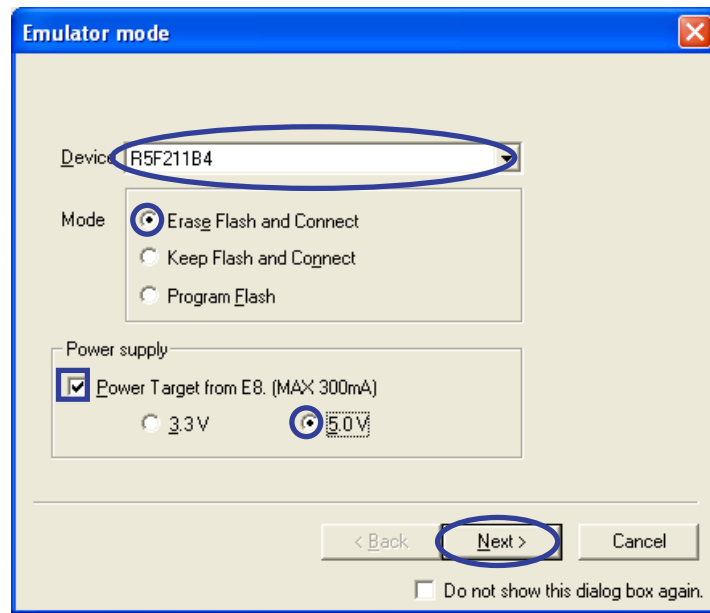 Emulator mode
Device R5F211B4
Mode Erase Flash and Connect
Keep Flash and Connect
Program Flash
Power supply
Power Target from E8. (MAX 300mA)
3.3 V 5.0 V
< Back Next > Cancel
Do not show this dialog box again.